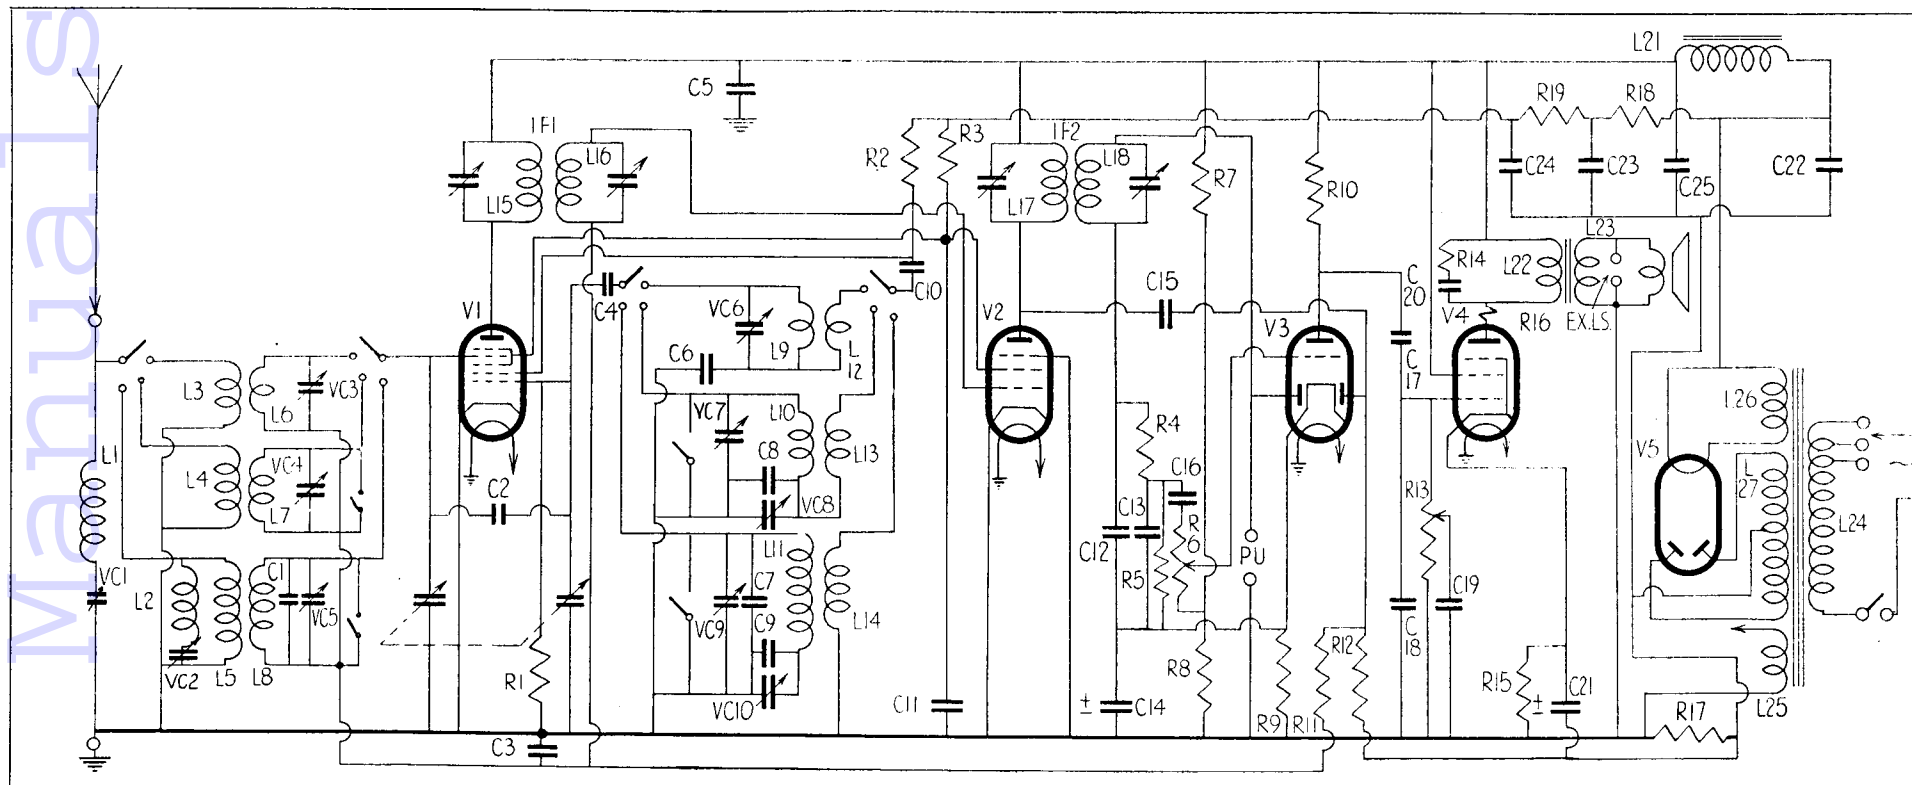 Manuals
L21
C5
R19
R18
IF1
R3
IF2
L16
R2
L18
R7
R10
C24
C23
C25
C22
L15
L17
L23
R14
L22
C10
C15
C
20
V1
C4
VC6
V2
V3
V4
R16
EX.LS.
L9
L
12
C6
C
17
L3
L6
VC3
L26
VC7
L10
R4
V5
L1
L4
VC4
L7
C8
L13
C16
L
27
C2
VC8
C13
R
6
R13
L24
L11
C12
PU
VC1
L2
C1
VC5
VC9
C7
R5
C19
C9
L14
C
18
VC2
L5
L8
R1
R8
R12
R15
C21
VC10
C11
± C14
±
L25
R9
R11
R17
C3